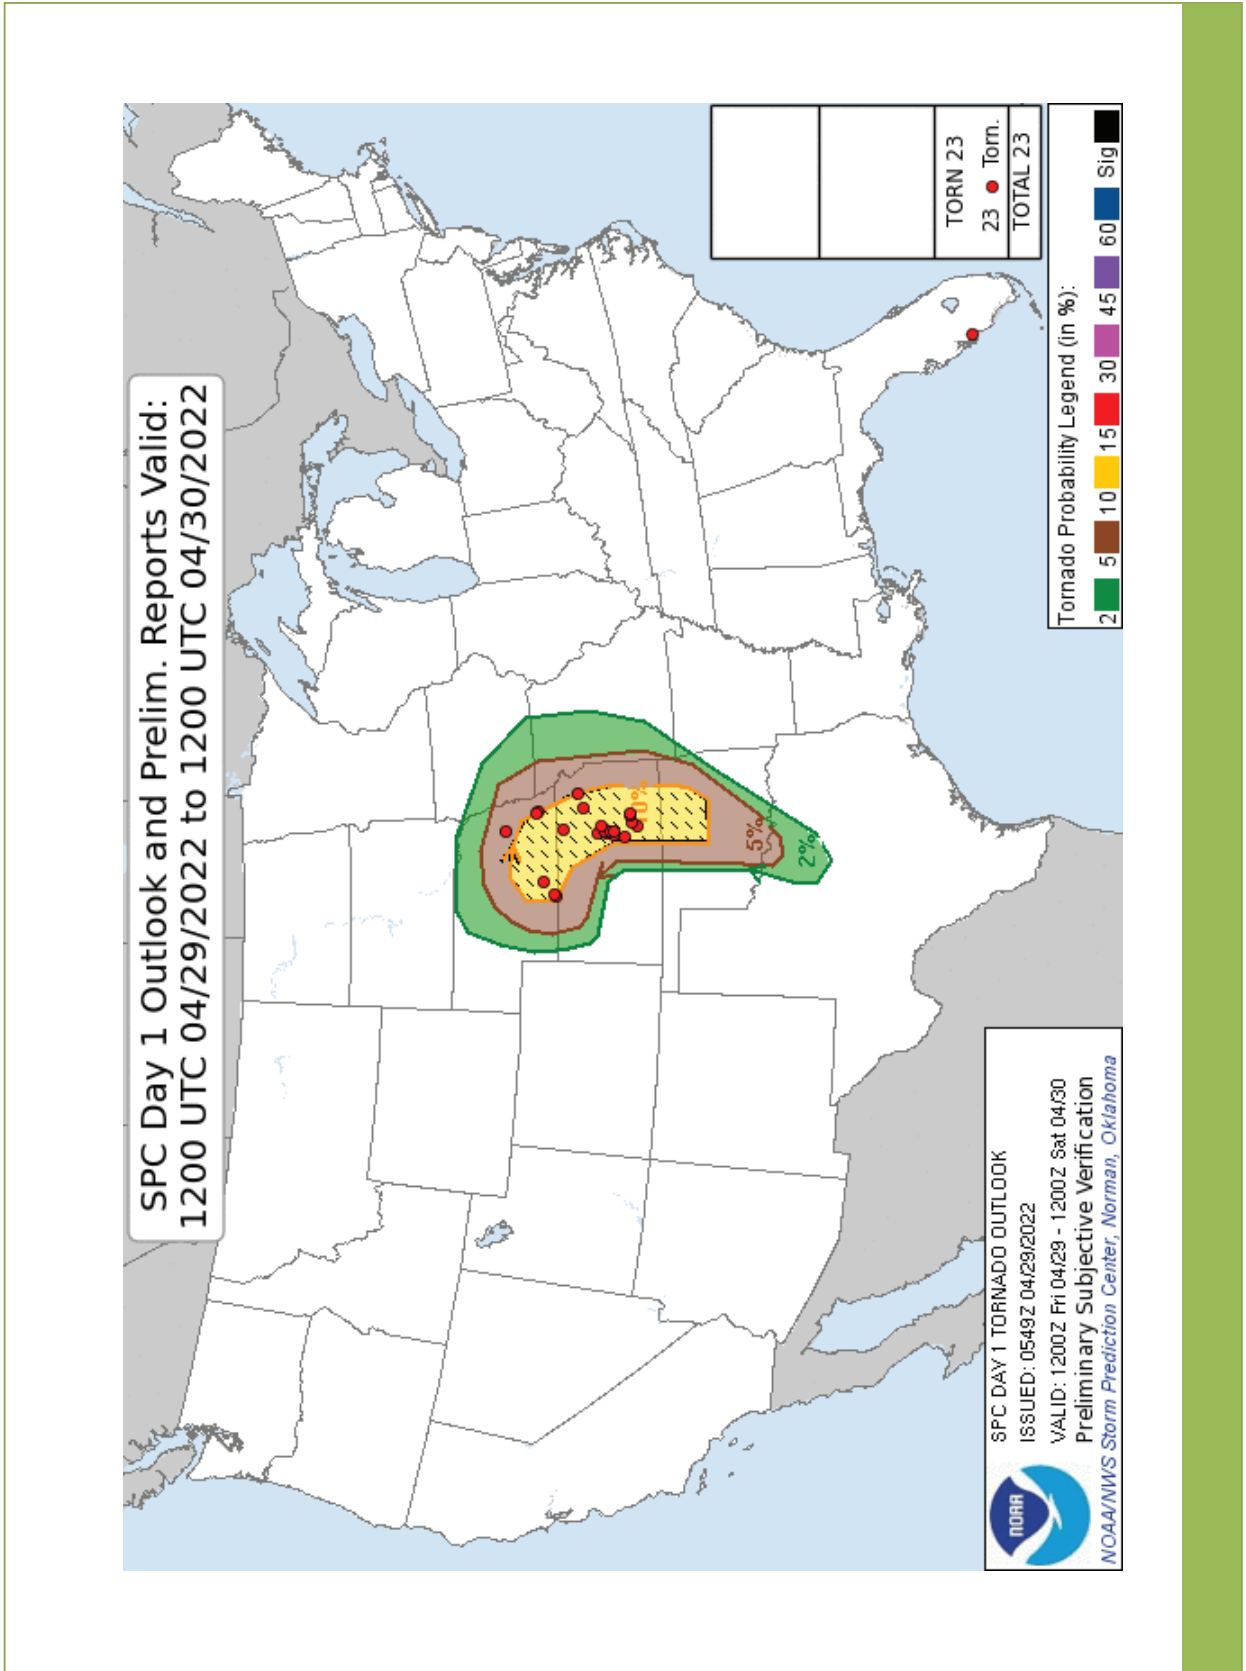 SPC Day 1 Outlook and Prelim. Reports Valid:
1200 UTC 04/29/2022 to 1200 UTC 04/30/2022
10%
5%
2%
SPC DAY 1 TORNADO OUTLOOK
ISSUED: 0549Z 04/29/2022
VALID: 1200Z Fri 04/29 - 1200Z Sat 04/30
Preliminary Subjective Verification
NOAA/NWS Storm Prediction Center, Norman, Oklahoma
NOAA
TORN 23
23 Torn.
TOTAL 23
Tornado Probability Legend (in %):
2 5 10 15 30 45 60 Sig